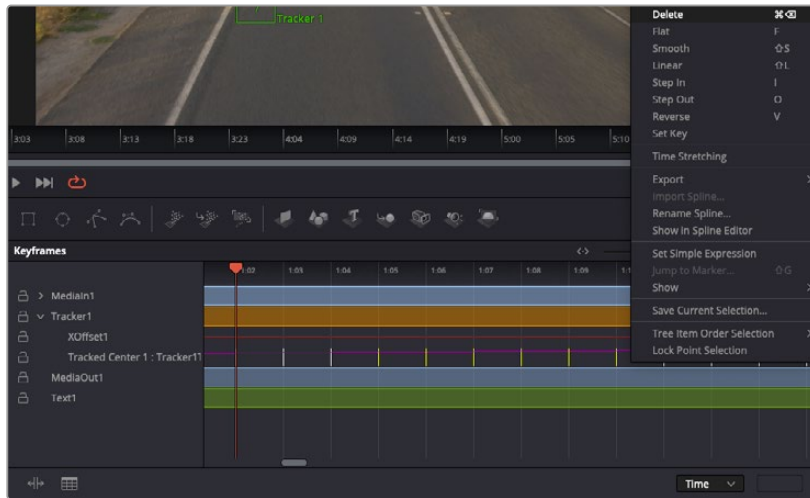 Tracker 1
Delete ⌘⌫
Flat F
Smooth ⇧S
Linear ⇧L
Step In I
Step Out O
Reverse V
Set Key
Time Stretching
Export
Import Spline...
Rename Spline...
Show in Spline Editor
Set Simple Expression
Jump to Marker... ⇧G
Show
Save Current Selection...
Tree Item Order Selection
Lock Point Selection
3:03 3:08 3:13 3:18 3:23 4:04 4:09 4:14 4:19 5:00 5:05 5:10
Keyframes
1:02 1:03 1:04 1:05 1:06 1:07 1:08 1:09
MediaIn1
Tracker1
XOffset1
Tracked Center 1 : Tracker1T
MediaOut1
Text1
Time